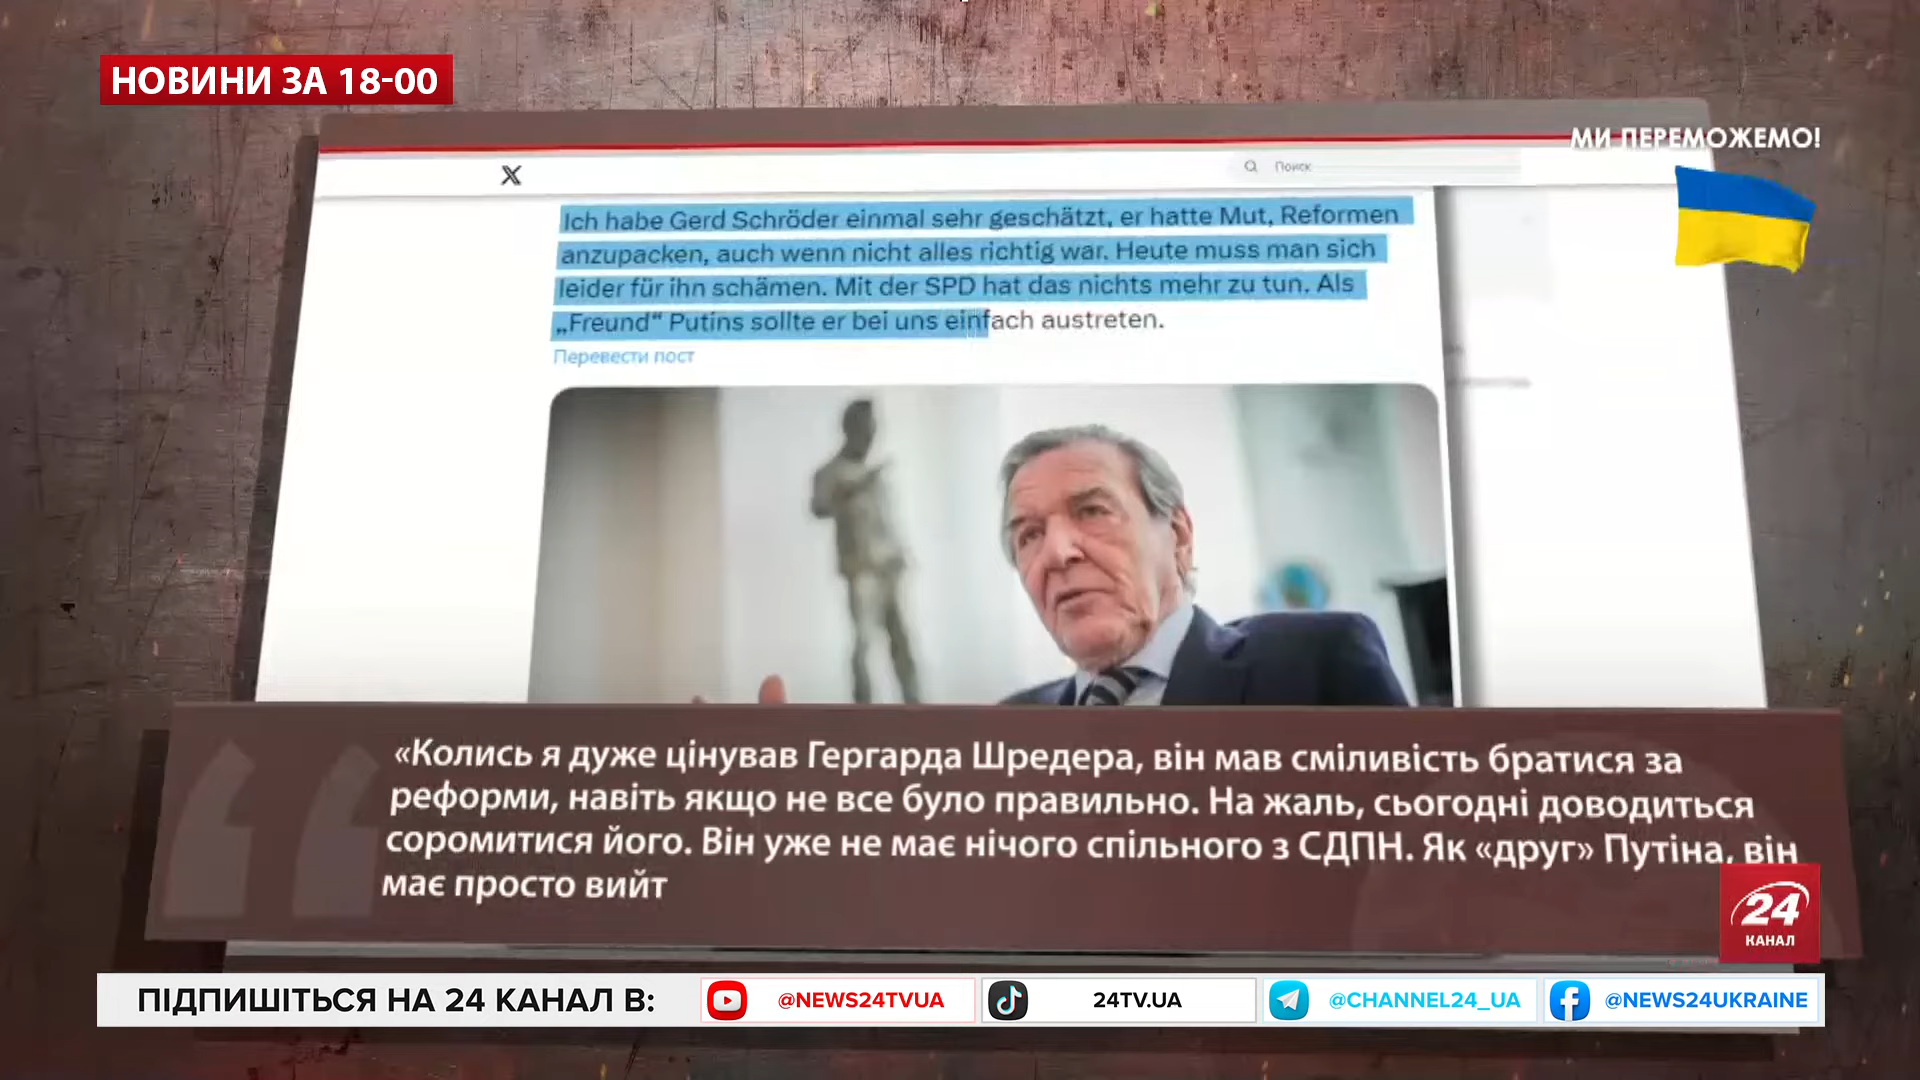 НОВИНИ ЗА 18-00
МИ ПЕРЕМОЖЕМО!
X
Поиск
Ich habe Gerd Schröder einmal sehr geschätzt, er hatte Mut, Reformen
anzupacken, auch wenn nicht alles richtig war. Heute muss man sich
leider für ihn schämen. Mit der SPD hat das nichts mehr zu tun. Als
„Freund“ Putins sollte er bei uns einfach austreten.
Перевести пост
«Колись я дуже цінував Гергарда Шредера, він мав сміливість братися за
реформи, навіть якщо не все було правильно. На жаль, сьогодні доводиться
соромитися його. Він уже не має нічого спільного з СДПН. Як «друг» Путіна, він
має просто вийт
24
КАНАЛ
ПІДПИШІТЬСЯ НА 24 КАНАЛ В:
@NEWS24TVUA
24TV.UA
@CHANNEL24_UA
@NEWS24UKRAINE